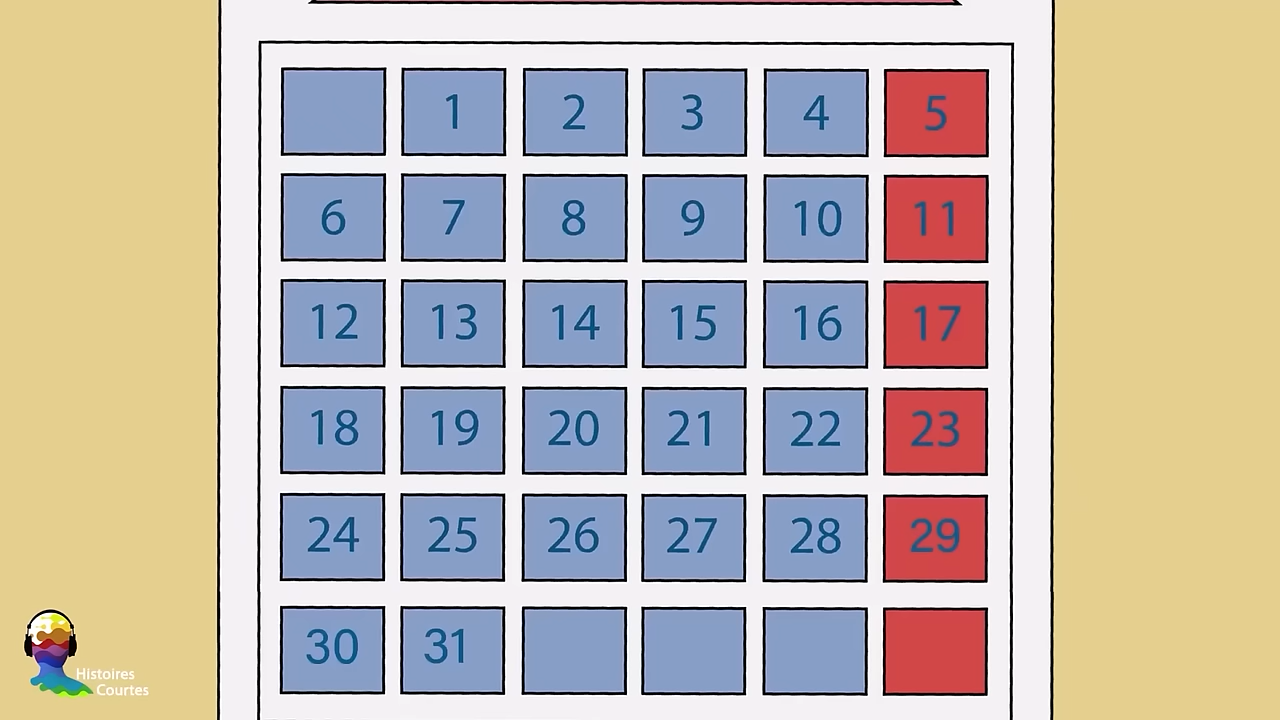 1 2 3 4 5
6 7 8 9 10 11
12 13 14 15 16 17
18 19 20 21 22 23
24 25 26 27 28 29
30 31
Histoires
Courtes